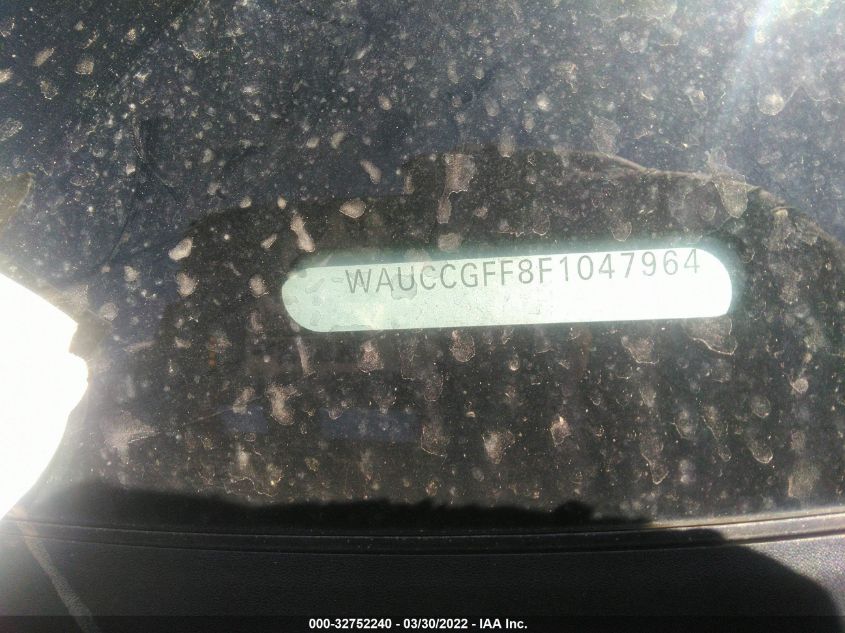 WAUCCGFF8F1047964
000-32752240 - 03/30/2022 - IAA Inc.